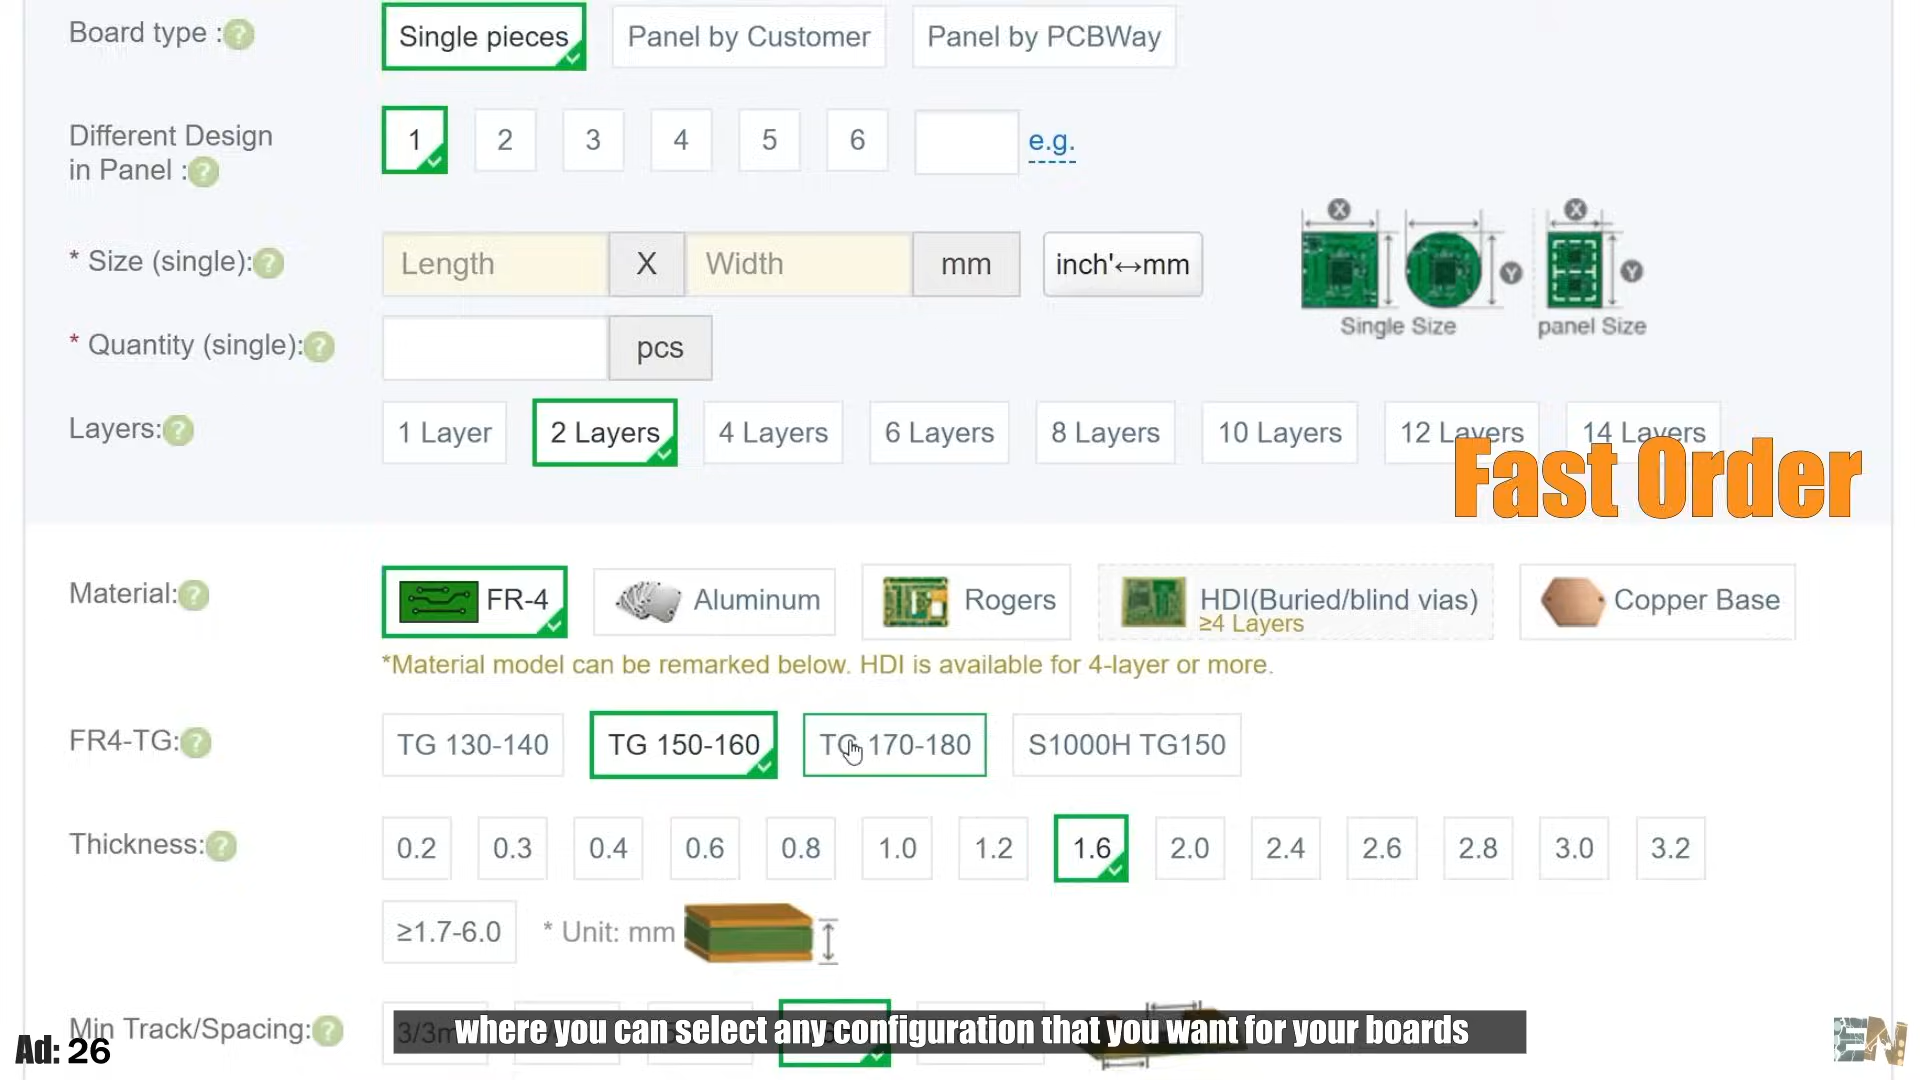 Board type :?
Single pieces
Panel by Customer
Panel by PCBWay
Different Design
in Panel :?
1
2
3
4
5
6
e.g.
* Size (single):?
Length
X
Width
mm
inch'↔mm
X
Y
X
Y
Single Size
panel Size
* Quantity (single):?
pcs
Layers:?
1 Layer
2 Layers
4 Layers
6 Layers
8 Layers
10 Layers
12 Layers
14 Layers
Fast Order
Material:?
FR-4
Aluminum
Rogers
HDI(Buried/blind vias)
≥4 Layers
Copper Base
*Material model can be remarked below. HDI is available for 4-layer or more.
FR4-TG:?
TG 130-140
TG 150-160
TG 170-180
S1000H TG150
Thickness:?
0.2
0.3
0.4
0.6
0.8
1.0
1.2
1.6
2.0
2.4
2.6
2.8
3.0
3.2
≥1.7-6.0
* Unit: mm
Min Track/Spacing:?
where you can select any configuration that you want for your boards
Ad: 26
EN